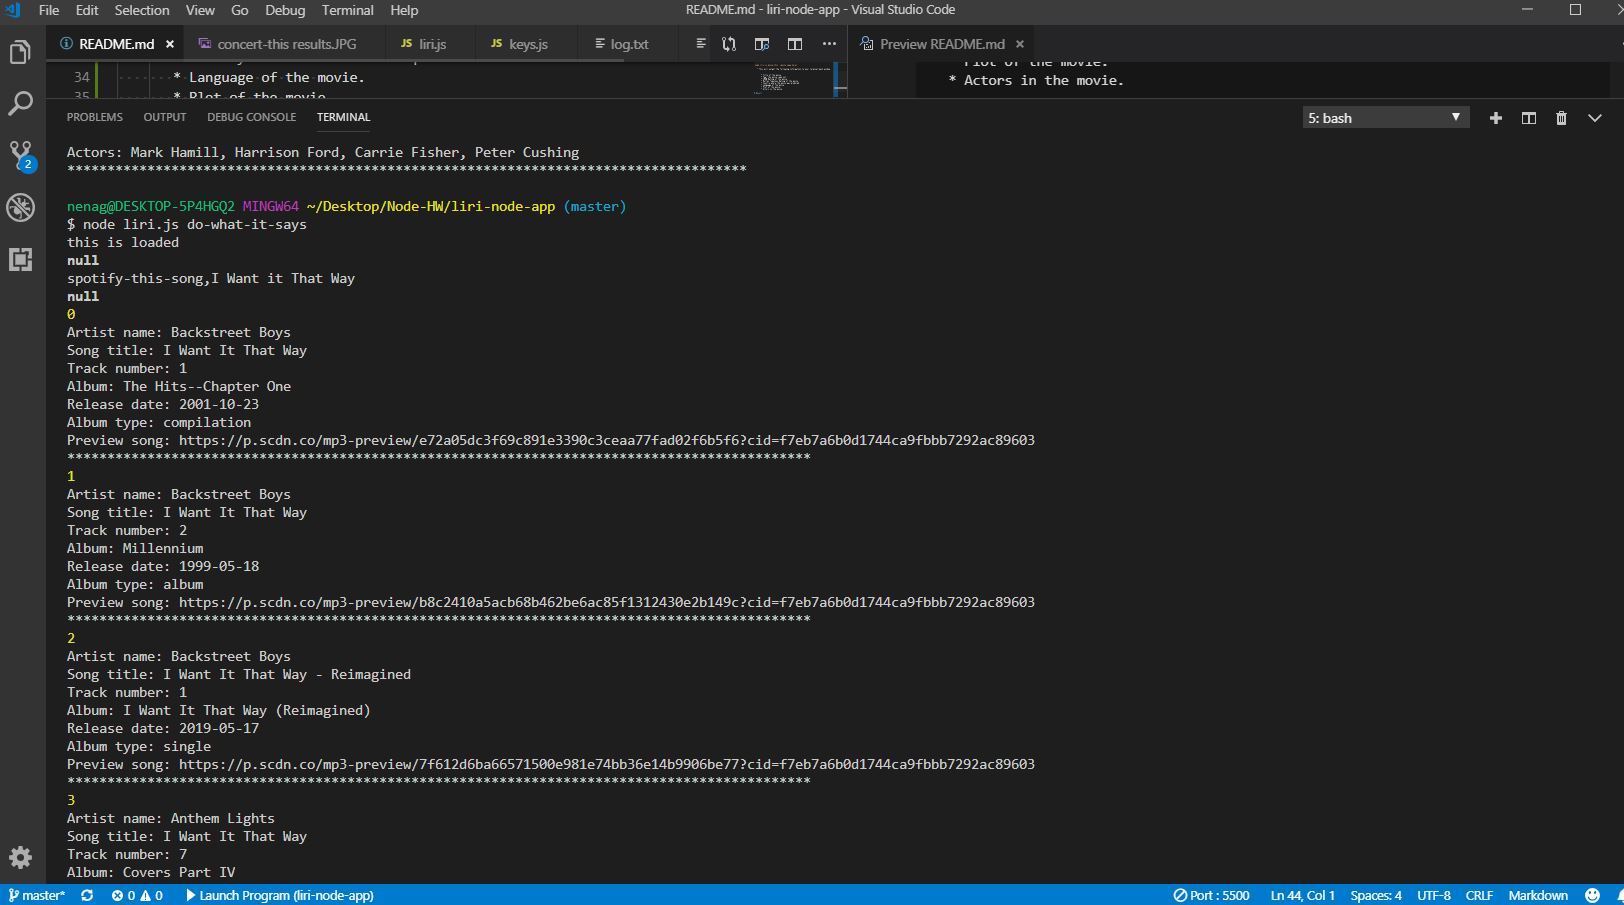 File Edit Selection View Go Debug Terminal Help README.md - liri-node-app - Visual Studio Code
README.md × concert-this results.JPG JS liri.js JS keys.js log.txt Preview README.md ×
34 * Language of the movie.
35 * Plot of the movie
Plot of the movie.
* Actors in the movie.
PROBLEMS OUTPUT DEBUG CONSOLE TERMINAL 5: bash
Actors: Mark Hamill, Harrison Ford, Carrie Fisher, Peter Cushing
*************************************************************************************
nenag@DESKTOP-5P4HGQ2 MINGW64 ~/Desktop/Node-HW/liri-node-app (master)
$ node liri.js do-what-it-says
this is loaded
null
spotify-this-song,I Want it That Way
null
0
Artist name: Backstreet Boys
Song title: I Want It That Way
Track number: 1
Album: The Hits--Chapter One
Release date: 2001-10-23
Album type: compilation
Preview song: https://p.scdn.co/mp3-preview/e72a05dc3f69c891e3390c3ceaa77fad02f6b5f6?cid=f7eb7a6b0d1744ca9fbbb7292ac89603
*********************************************************************************************
1
Artist name: Backstreet Boys
Song title: I Want It That Way
Track number: 2
Album: Millennium
Release date: 1999-05-18
Album type: album
Preview song: https://p.scdn.co/mp3-preview/b8c2410a5acb68b462be6ac85f1312430e2b149c?cid=f7eb7a6b0d1744ca9fbbb7292ac89603
*********************************************************************************************
2
Artist name: Backstreet Boys
Song title: I Want It That Way - Reimagined
Track number: 1
Album: I Want It That Way (Reimagined)
Release date: 2019-05-17
Album type: single
Preview song: https://p.scdn.co/mp3-preview/7f612d6ba66571500e981e74bb36e14b9906be77?cid=f7eb7a6b0d1744ca9fbbb7292ac89603
*********************************************************************************************
3
Artist name: Anthem Lights
Song title: I Want It That Way
Track number: 7
Album: Covers Part IV
2
master* 0 0 Launch Program (liri-node-app) Port : 5500 Ln 44, Col 1 Spaces: 4 UTF-8 CRLF Markdown